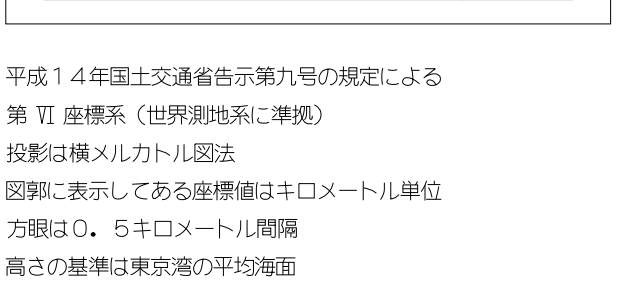 平成１４年国土交通省告示第九号の規定による
第 Ⅵ 座標系（世界測地系に準拠）
投影は横メルカトル図法
図郭に表示してある座標値はキロメートル単位
方眼は０．５キロメートル間隔
高さの基準は東京湾の平均海面